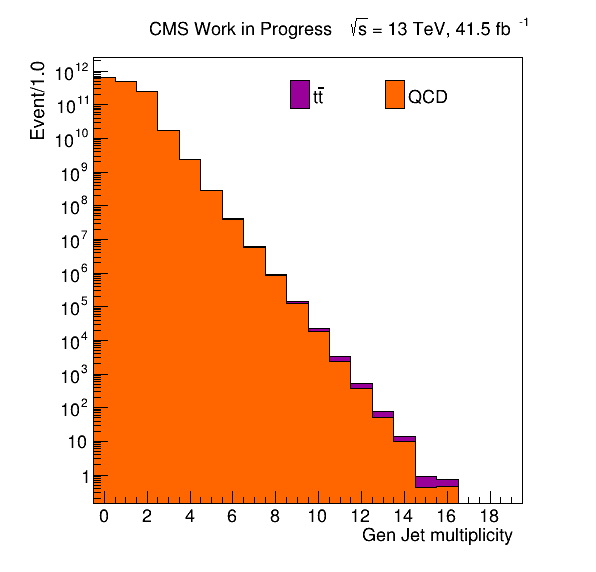 CMS Work in Progress √s = 13 TeV, 41.5 fb⁻¹
Event/1.0
tt̄
QCD
10¹²
10¹¹
10¹⁰
10⁹
10⁸
10⁷
10⁶
10⁵
10⁴
10³
10²
10
1
0 2 4 6 8 10 12 14 16 18
Gen Jet multiplicity